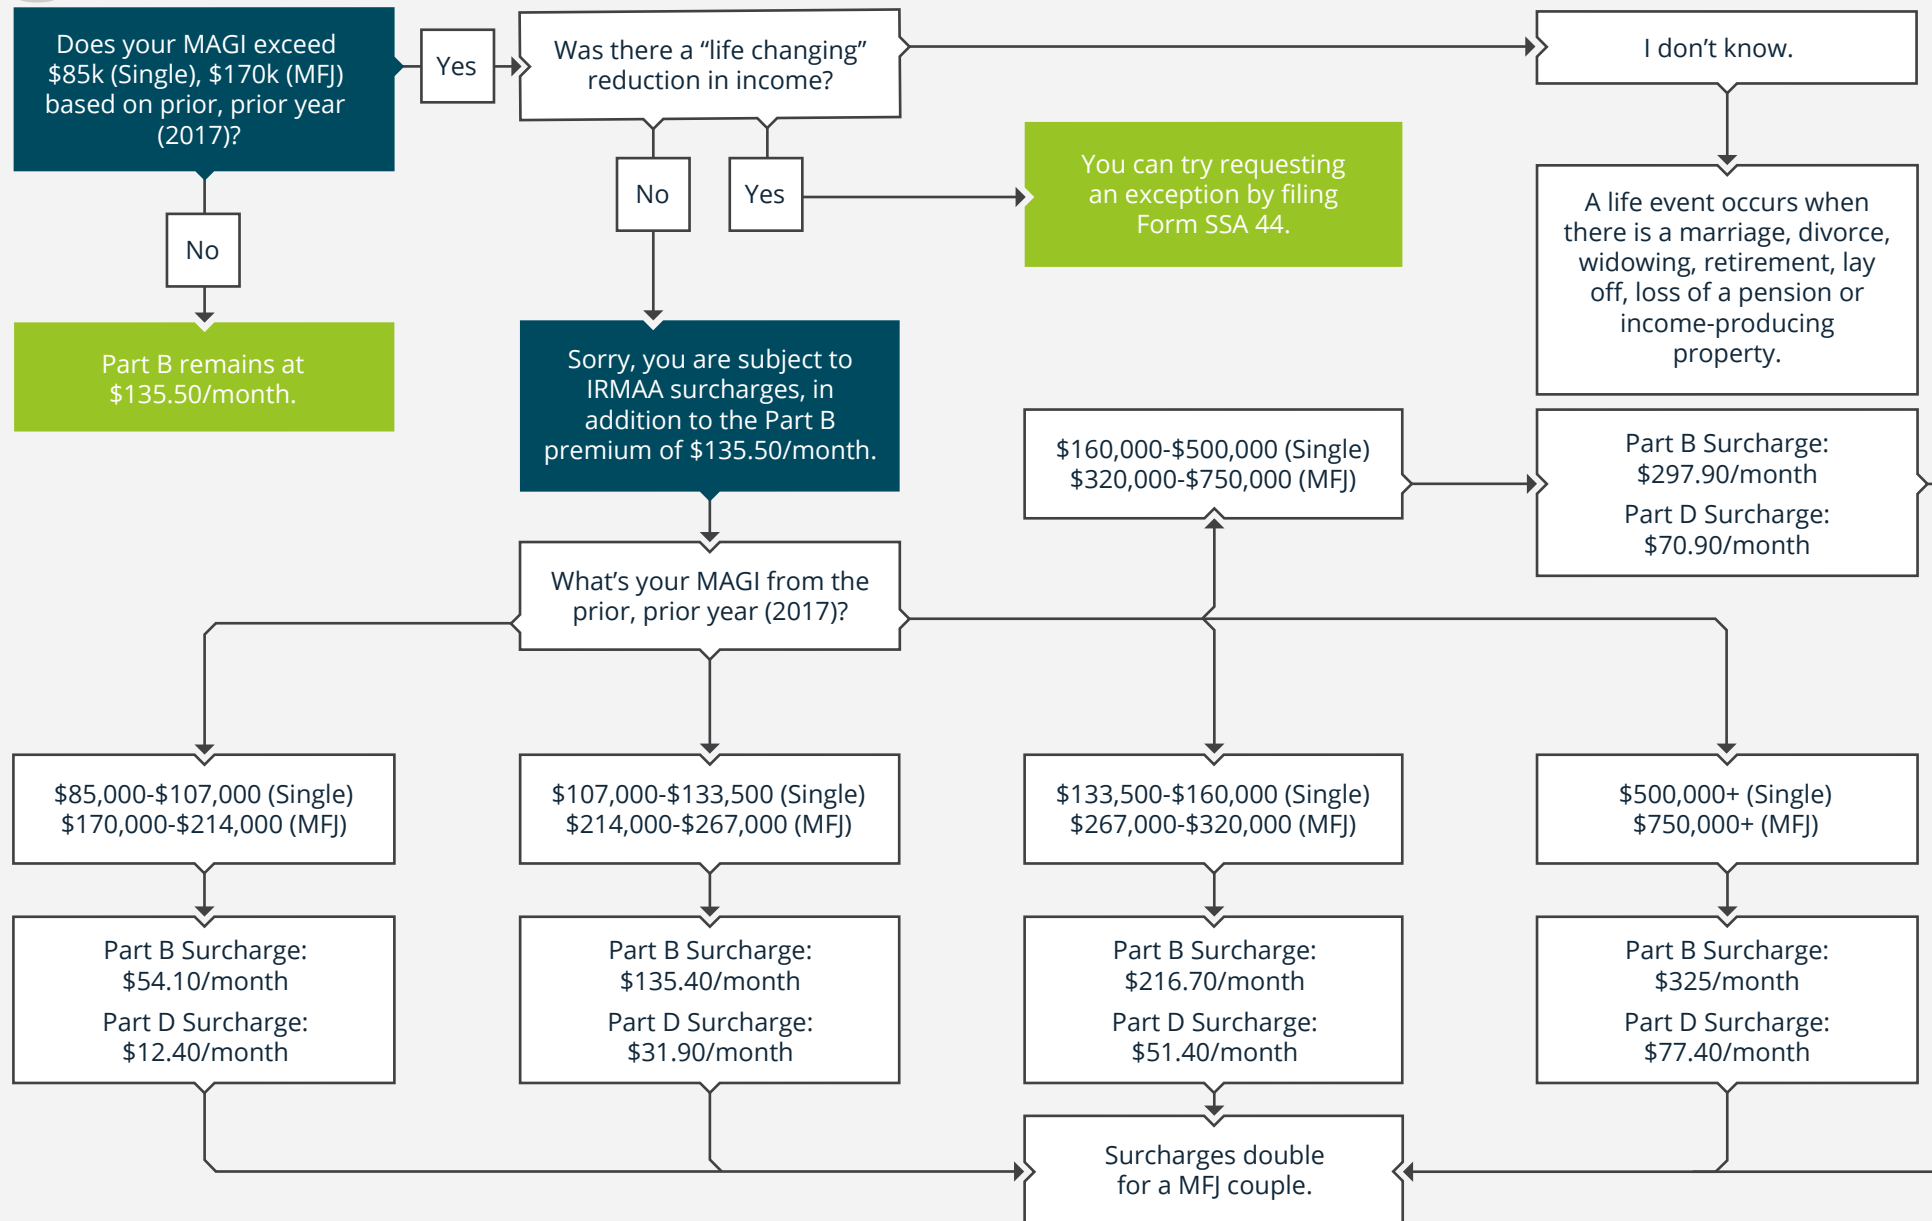 Does your MAGI exceed
$85k (Single), $170k (MFJ)
based on prior, prior year
(2017)?
Yes
Was there a “life changing”
reduction in income?
I don’t know.
No
No
Yes
You can try requesting
an exception by filing
Form SSA 44.
A life event occurs when
there is a marriage, divorce,
widowing, retirement, lay
off, loss of a pension or
income-producing
property.
Part B remains at
$135.50/month.
Sorry, you are subject to
IRMAA surcharges, in
addition to the Part B
premium of $135.50/month.
$160,000-$500,000 (Single)
$320,000-$750,000 (MFJ)
Part B Surcharge:
$297.90/month
Part D Surcharge:
$70.90/month
What’s your MAGI from the
prior, prior year (2017)?
$85,000-$107,000 (Single)
$170,000-$214,000 (MFJ)
$107,000-$133,500 (Single)
$214,000-$267,000 (MFJ)
$133,500-$160,000 (Single)
$267,000-$320,000 (MFJ)
$500,000+ (Single)
$750,000+ (MFJ)
Part B Surcharge:
$54.10/month
Part D Surcharge:
$12.40/month
Part B Surcharge:
$135.40/month
Part D Surcharge:
$31.90/month
Part B Surcharge:
$216.70/month
Part D Surcharge:
$51.40/month
Part B Surcharge:
$325/month
Part D Surcharge:
$77.40/month
Surcharges double
for a MFJ couple.